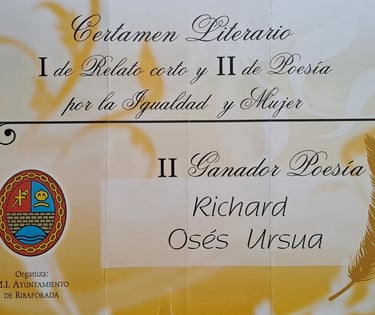 Certamen Literario
I de Relato corto y II de Poesía
por la Igualdad y Mujer
II Ganador Poesía
Richard
Osés Ursua
Organiza:
M.I. AYUNTAMIENTO
DE RIBAFORADA